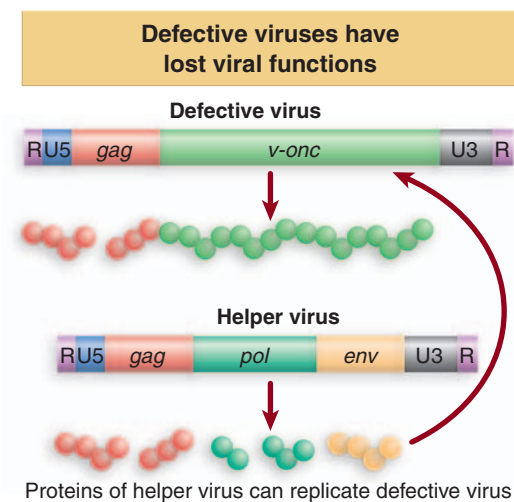 Defective viruses have
lost viral functions
Defective virus
R U5 gag v-onc U3 R
Helper virus
R U5 gag pol env U3 R
Proteins of helper virus can replicate defective virus